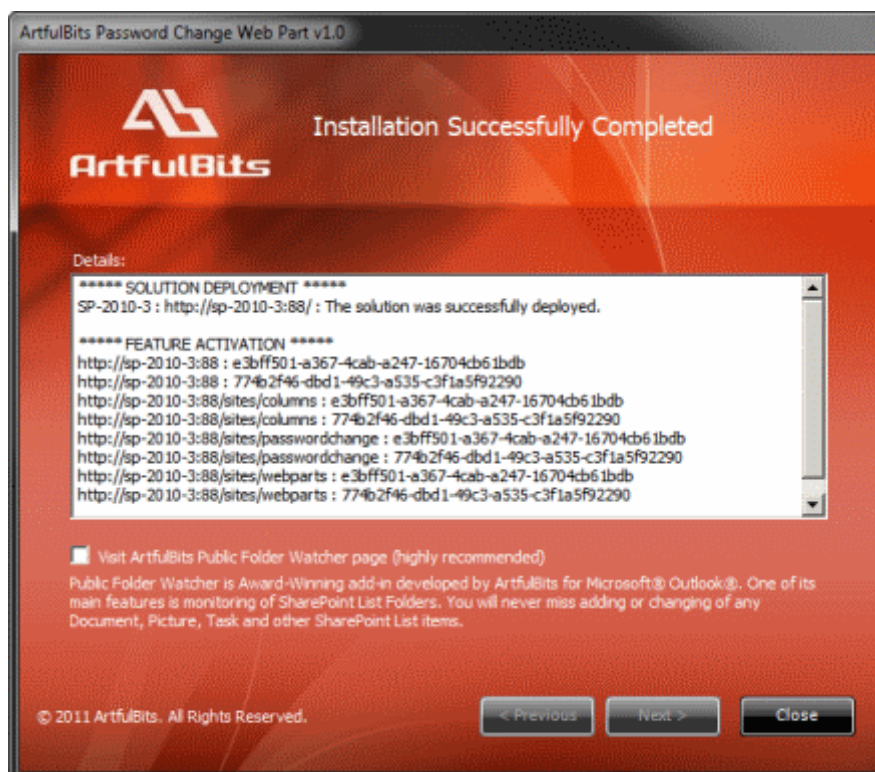 ArtfulBits Password Change Web Part v1.0
ArtfulBits
Installation Successfully Completed
Details:
***** SOLUTION DEPLOYMENT *****
SP-2010-3 : http://sp-2010-3:88/ : The solution was successfully deployed.
***** FEATURE ACTIVATION *****
http://sp-2010-3:88 : e3bff501-a367-4cab-a247-16704cb61bdb
http://sp-2010-3:88 : 774b2f46-dbd1-49c3-a535-c3f1a5f92290
http://sp-2010-3:88/sites/columns : e3bff501-a367-4cab-a247-16704cb61bdb
http://sp-2010-3:88/sites/columns : 774b2f46-dbd1-49c3-a535-c3f1a5f92290
http://sp-2010-3:88/sites/passwordchange : e3bff501-a367-4cab-a247-16704cb61bdb
http://sp-2010-3:88/sites/passwordchange : 774b2f46-dbd1-49c3-a535-c3f1a5f92290
http://sp-2010-3:88/sites/webparts : e3bff501-a367-4cab-a247-16704cb61bdb
http://sp-2010-3:88/sites/webparts : 774b2f46-dbd1-49c3-a535-c3f1a5f92290
Visit ArtfulBits Public Folder Watcher page (highly recommended)
Public Folder Watcher is Award-Winning add-in developed by ArtfulBits for Microsoft® Outlook®. One of its
main features is monitoring of SharePoint List Folders. You will never miss adding or changing of any
Document, Picture, Task and other SharePoint List items.
© 2011 ArtfulBits. All Rights Reserved.
< Previous
Next >
Close